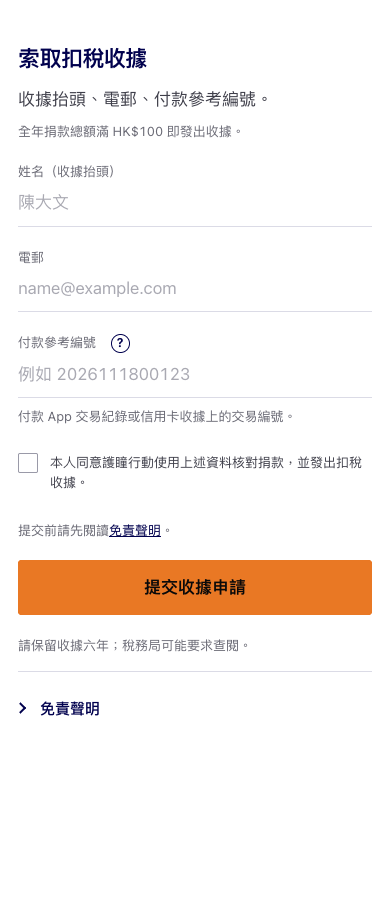 索取扣稅收據
收據抬頭、電郵、付款參考編號。
全年捐款總額滿 HK$100 即發出收據。
姓名（收據抬頭）
陳大文
電郵
name@example.com
付款參考編號 ?
例如 2026111800123
付款 App 交易紀錄或信用卡收據上的交易編號。
本人同意護瞳行動使用上述資料核對捐款，並發出扣稅
收據。
提交前請先閱讀免責聲明。
提交收據申請
請保留收據六年；稅務局可能要求查閱。
免責聲明